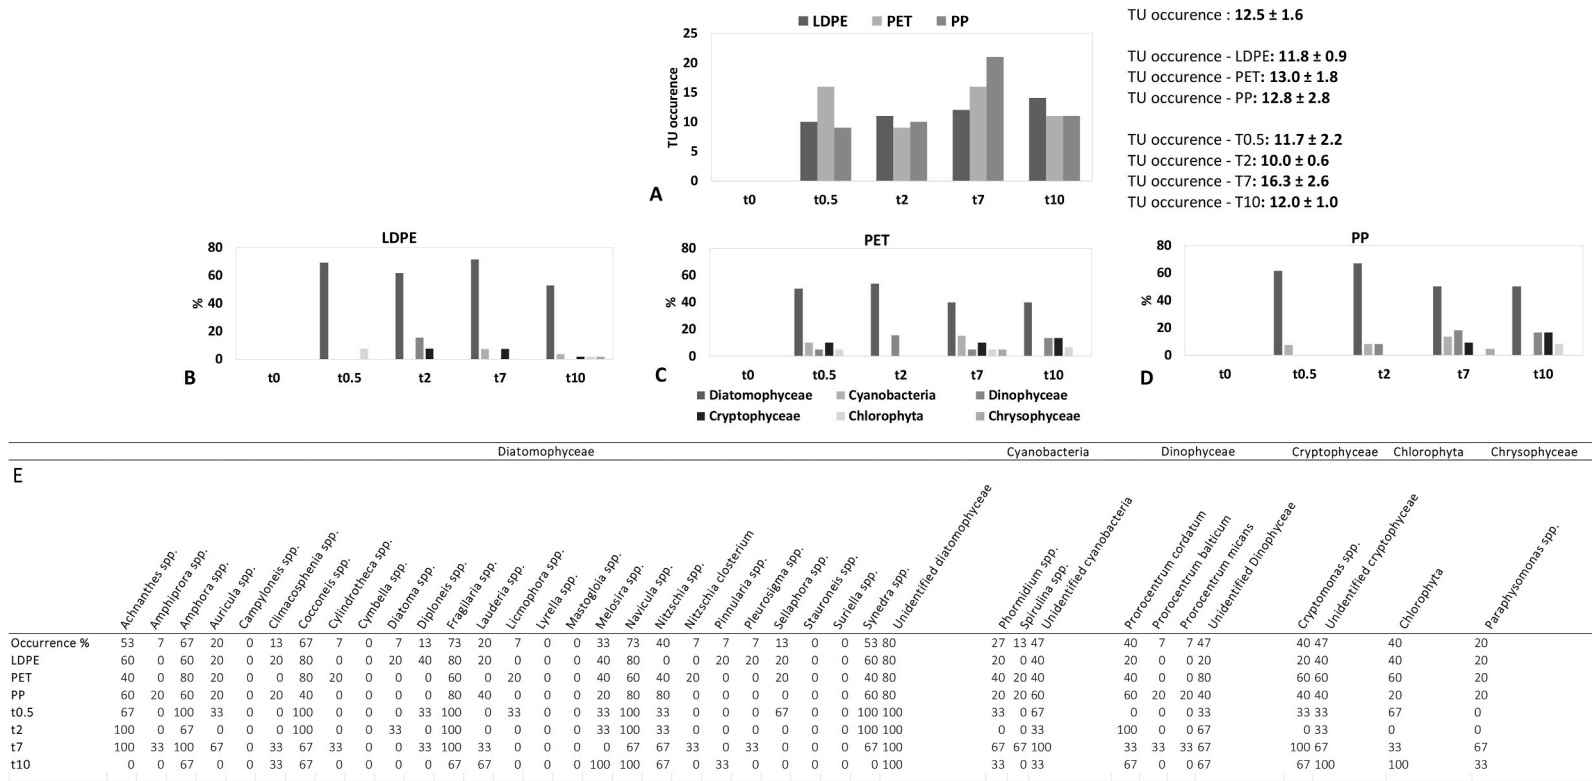 LDPE PET PP
25
20
15
10
5
0
TU occurence
t0 t0.5 t2 t7 t10
A
TU occurence : 12.5 ± 1.6
TU occurence - LDPE: 11.8 ± 0.9
TU occurence - PET: 13.0 ± 1.8
TU occurence - PP: 12.8 ± 2.8
TU occurence - T0.5: 11.7 ± 2.2
TU occurence - T2: 10.0 ± 0.6
TU occurence - T7: 16.3 ± 2.6
TU occurence - T10: 12.0 ± 1.0
LDPE
80
60
40
20
0
%
t0 t0.5 t2 t7 t10
B
PET
80
60
40
20
0
%
t0 t0.5 t2 t7 t10
C
PP
80
60
40
20
0
%
t0 t0.5 t2 t7 t10
D
Diatomophyceae Cyanobacteria Dinophyceae
Cryptophyceae Chlorophyta Chrysophyceae
Diatomophyceae Cyanobacteria Dinophyceae Cryptophyceae Chlorophyta Chrysophyceae
E
Achnanthes spp.
Amphiprora spp.
Amphora spp.
Auricula spp.
Campyloneis spp.
Climacosphenia spp.
Cocconeis spp.
Cylindrotheca spp.
Cymbella spp.
Diatoma spp.
Diploneis spp.
Fragilaria spp.
Lauderia spp.
Licmophora spp.
Lyrella spp.
Mastogloia spp.
Melosira spp.
Navicula spp.
Nitzschia spp.
Nitzschia closterium
Pinnularia spp.
Pleurosigma spp.
Sellaphora spp.
Stauroneis spp.
Suriella spp.
Synedra spp.
Unidentified diatomophyceae
Phormidium spp.
Spirulina spp.
Unidentified cyanobacteria
Prorocentrum cordatum
Prorocentrum balticum
Prorocentrum micans
Unidentified Dinophyceae
Cryptomonas spp.
Unidentified cryptophyceae
Chlorophyta
Paraphysomonas spp.
Occurrence % 53 7 67 20 0 13 67 7 0 7 13 73 20 7 0 0 33 73 40 7 7 7 13 0 0 53 80 27 13 47 40 7 7 47 40 47 40 20
LDPE 60 0 60 20 0 20 80 0 0 20 40 80 20 0 0 0 40 80 0 0 20 20 20 0 0 60 80 20 0 40 20 0 0 20 20 40 40 20
PET 40 0 80 20 0 0 80 20 0 0 0 60 0 20 0 0 40 60 40 20 0 0 20 0 0 40 80 40 20 40 40 0 0 80 60 60 60 20
PP 60 20 60 20 0 20 40 0 0 0 0 80 40 0 0 0 20 80 80 0 0 0 0 0 0 60 80 20 20 60 60 20 20 40 40 40 20 20
t0.5 67 0 100 33 0 0 100 0 0 0 33 100 0 33 0 0 33 100 33 0 0 0 67 0 0 100 100 33 0 67 0 0 0 33 33 33 67 0
t2 100 0 67 0 0 0 100 0 0 33 0 100 0 0 0 0 33 100 33 0 0 0 0 0 0 100 100 0 0 33 100 0 0 67 0 33 0 0
t7 100 33 100 67 0 33 67 33 0 0 33 100 33 0 0 0 0 67 67 33 0 33 0 0 0 67 100 67 67 100 33 33 33 67 100 67 33 67
t10 0 0 67 0 0 33 67 0 0 0 0 67 67 0 0 0 100 100 67 0 33 0 0 0 0 0 100 33 0 33 67 0 0 67 67 100 100 33